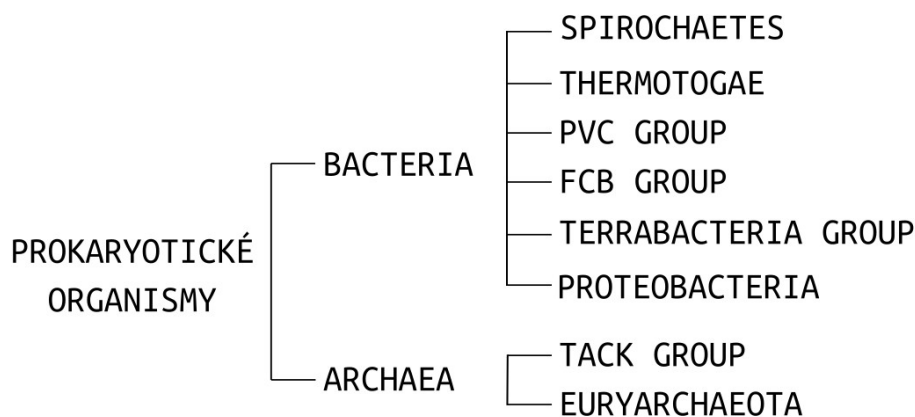 PROKARYOTICKÉ
ORGANISMY
BACTERIA
SPIROCHAETES
THERMOTOGAE
PVC GROUP
FCB GROUP
TERRABACTERIA GROUP
PROTEOBACTERIA
ARCHAEA
TACK GROUP
EURYARCHAEOTA